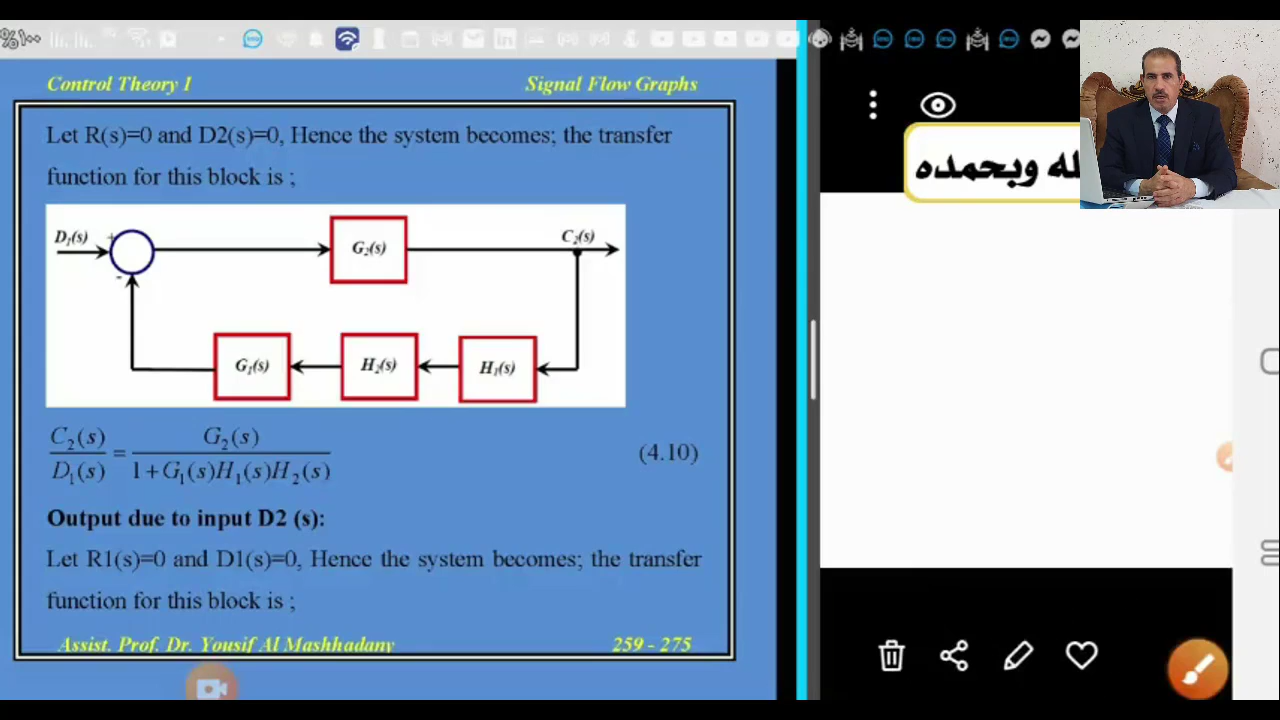 %١٠٠
Control Theory 1
Signal Flow Graphs
Let R(s)=0 and D2(s)=0, Hence the system becomes; the transfer
function for this block is ;
D₁(s)
+
G₂(s)
C₂(s)
-
G₁(s)
H₂(s)
H₁(s)
C₂(s)/D₁(s) = G₂(s)/1+G₁(s)H₁(s)H₂(s) (4.10)
Output due to input D2 (s):
Let R1(s)=0 and D1(s)=0, Hence the system becomes; the transfer
function for this block is ;
Assist. Prof. Dr. Yousif Al Mashhadany
259 - 275
وبحمده